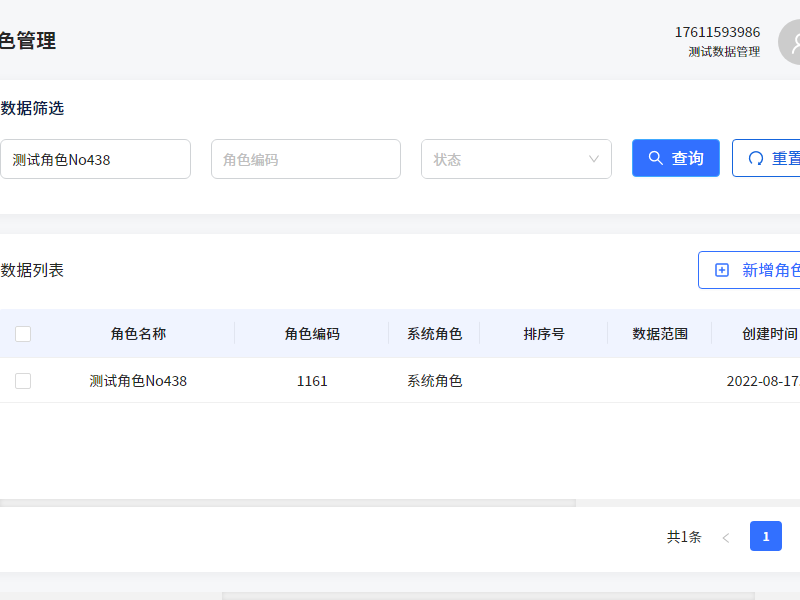 色管理
17611593986
测试数据管理
数据筛选
测试角色No438
角色编码
状态
查询
重置
数据列表
新增角色
角色名称 角色编码 系统角色 排序号 数据范围 创建时间
测试角色No438 1161 系统角色 2022-08-17
共1条 < 1